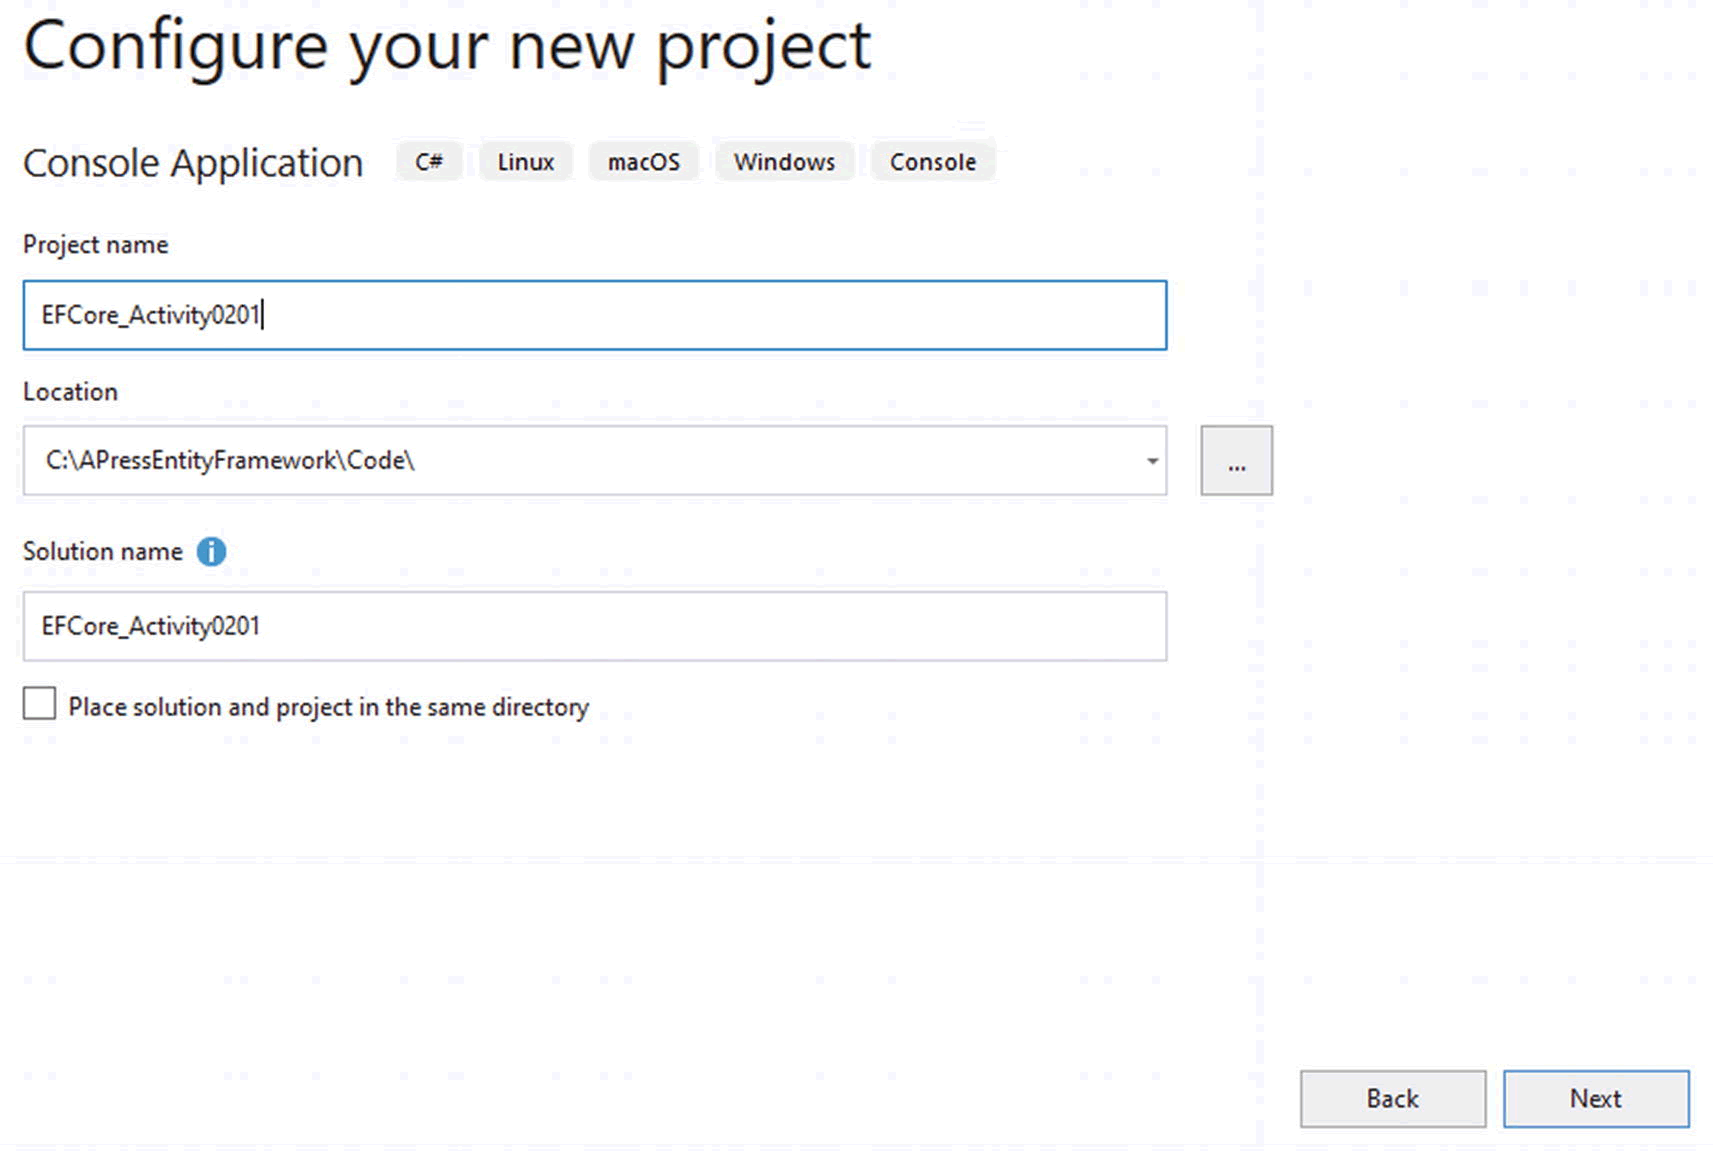 Configure your new project
Console Application C# Linux macOS Windows Console
Project name
EFCore_Activity0201
Location
C:\APressEntityFramework\Code\
...
Solution name i
EFCore_Activity0201
Place solution and project in the same directory
Back Next